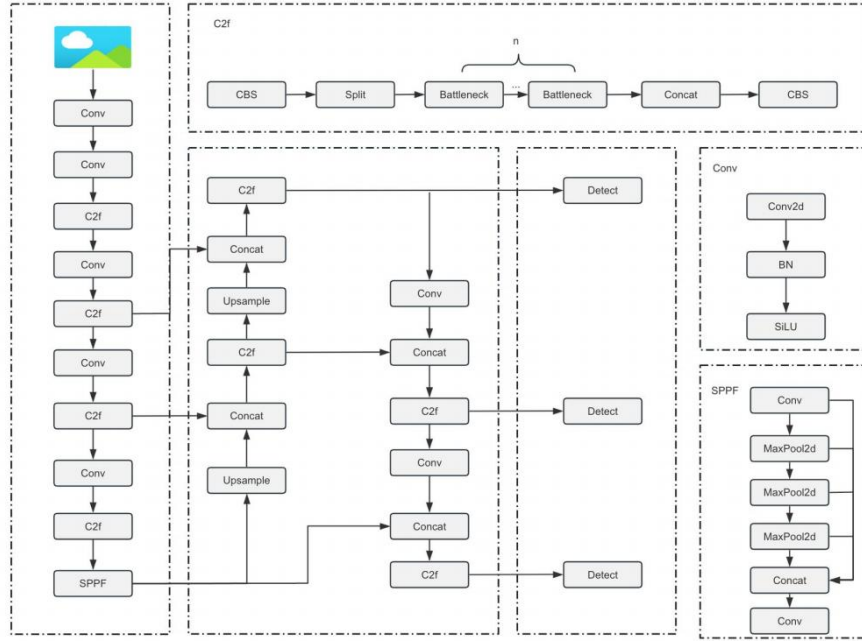 Conv
Conv
C2f
Conv
C2f
Conv
C2f
Conv
C2f
SPPF
C2f
n
CBS
Split
Battleneck
...
Battleneck
Concat
CBS
C2f
Concat
Upsample
C2f
Concat
Upsample
Conv
Concat
C2f
Conv
Concat
C2f
Detect
Detect
Detect
Conv
Conv2d
BN
SiLU
SPPF
Conv
MaxPool2d
MaxPool2d
MaxPool2d
Concat
Conv